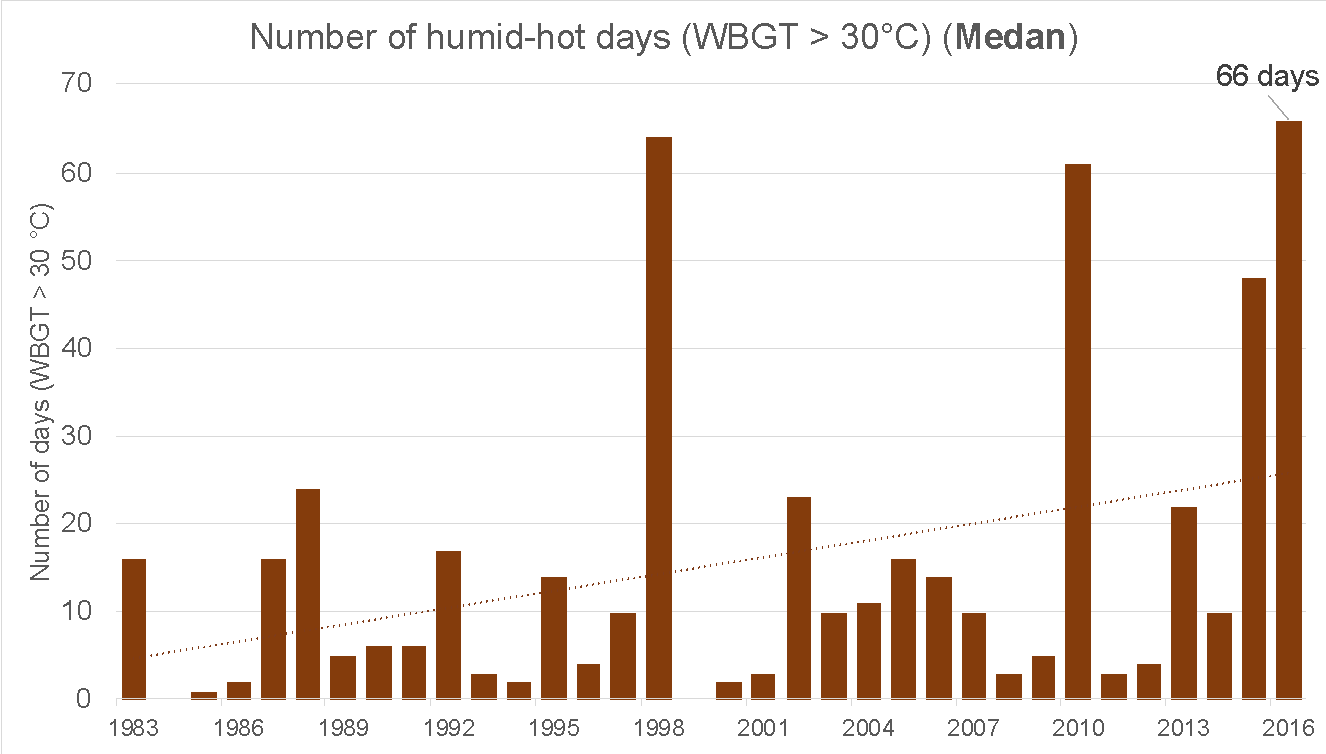 Number of humid-hot days (WBGT > 30°C) (Medan)
66 days
Number of days (WBGT > 30 °C)
70
60
50
40
30
20
10
0
1983 1986 1989 1992 1995 1998 2001 2004 2007 2010 2013 2016